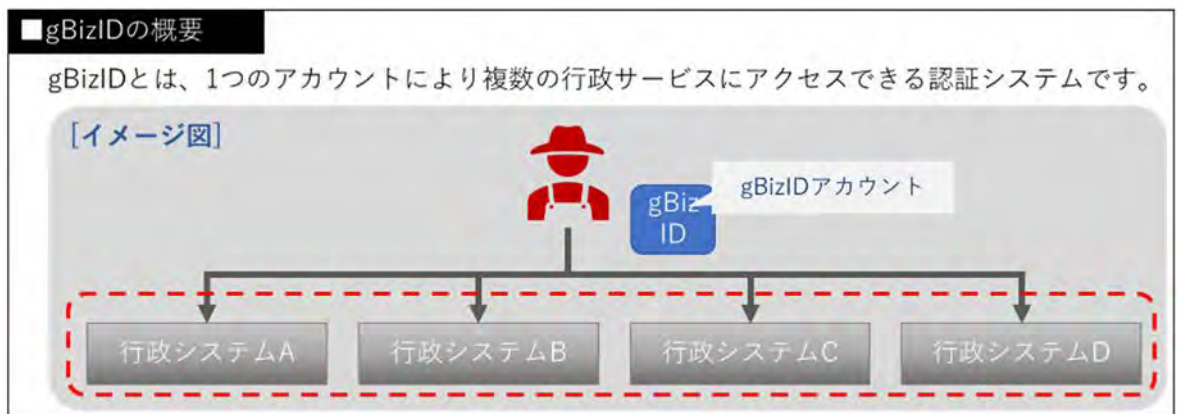 ■gBizIDの概要
gBizIDとは、1つのアカウントにより複数の行政サービスにアクセスできる認証システムです。
[イメージ図]
gBizIDアカウント
gBiz
ID
行政システムA
行政システムB
行政システムC
行政システムD